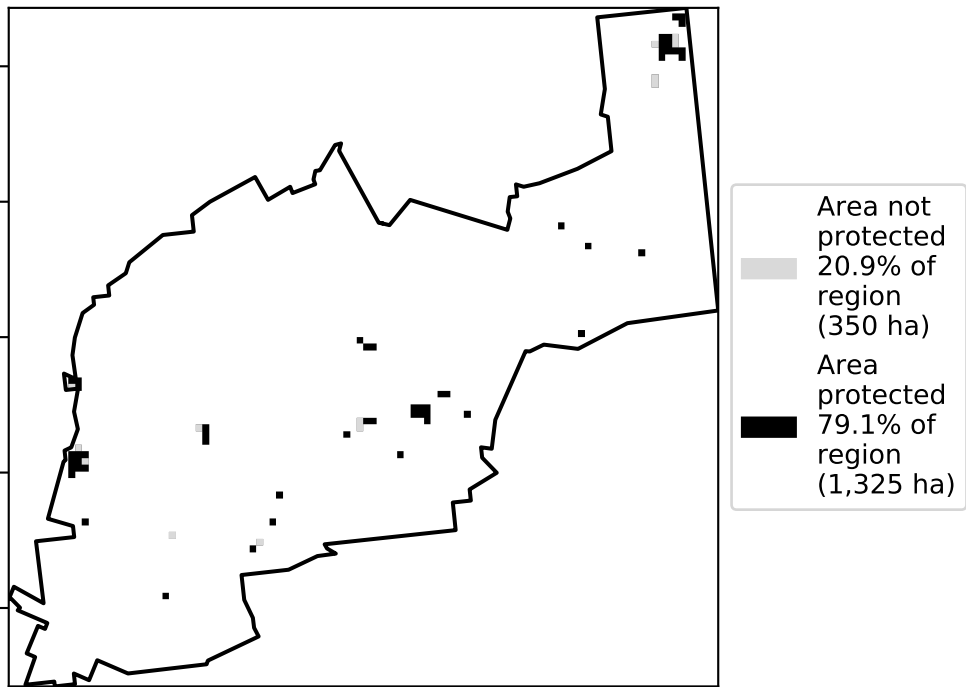 Area not
protected
20.9% of
region
(350 ha)
Area
protected
79.1% of
region
(1,325 ha)